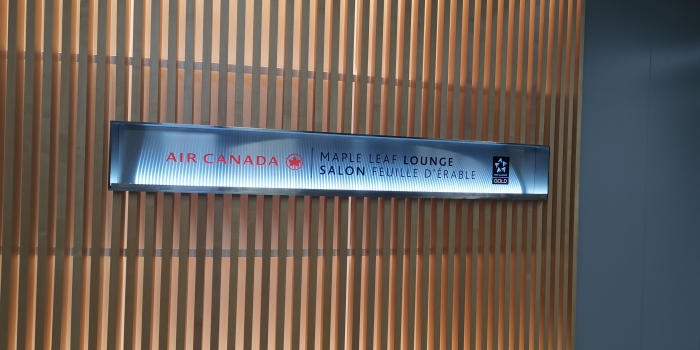 AIR CANADA
MAPLE LEAF LOUNGE
SALON FEUILLE D'ÉRABLE
GOLD